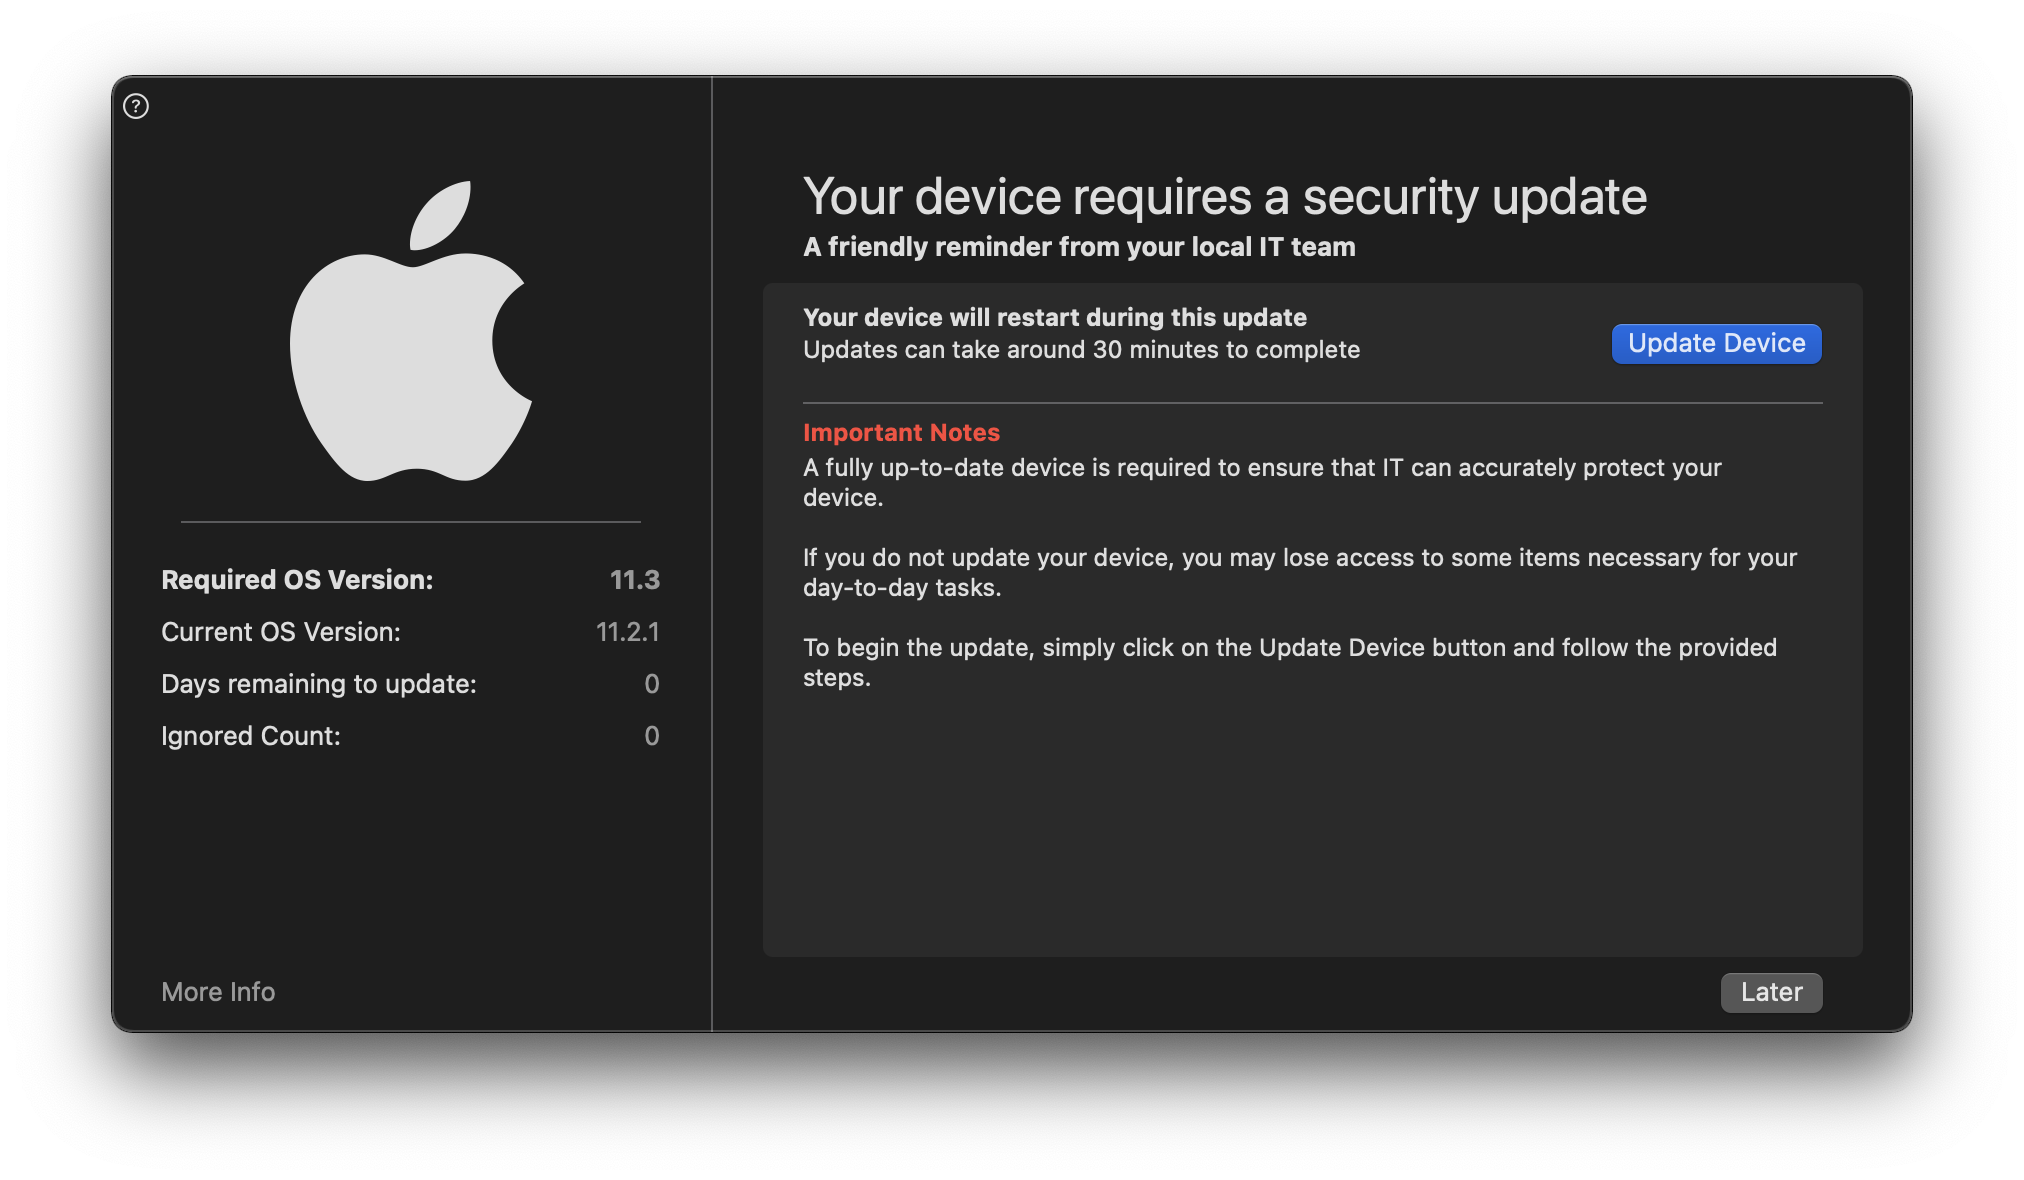 ?
Required OS Version: 11.3
Current OS Version: 11.2.1
Days remaining to update: 0
Ignored Count: 0
More Info
Your device requires a security update
A friendly reminder from your local IT team
Your device will restart during this update
Updates can take around 30 minutes to complete
Update Device
Important Notes
A fully up-to-date device is required to ensure that IT can accurately protect your
device.
If you do not update your device, you may lose access to some items necessary for your
day-to-day tasks.
To begin the update, simply click on the Update Device button and follow the provided
steps.
Later